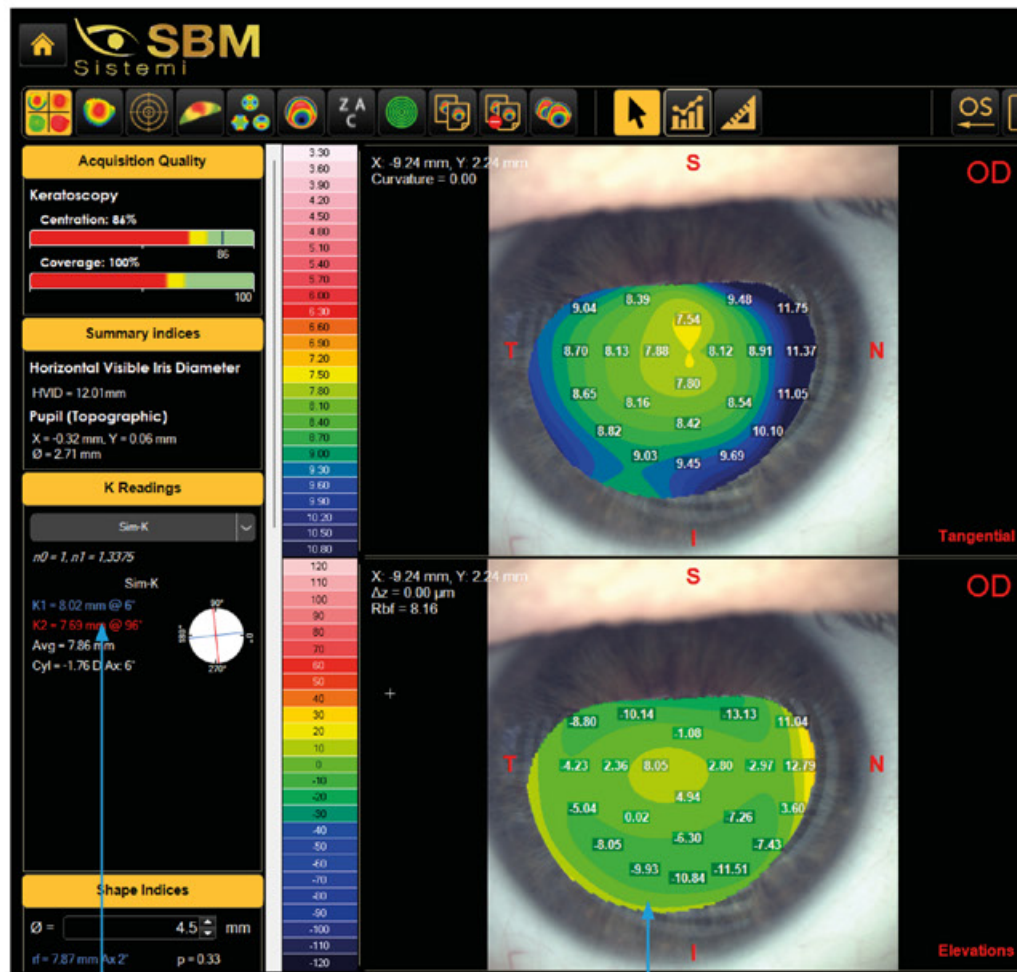 SBM
Sistemi
Z A
C
OS
Acquisition Quality
Keratoscopy
Centration: 86%
86
Coverage: 100%
100
Summary indices
Horizontal Visible Iris Diameter
HVID = 12.01mm
Pupil (Topographic)
X = -0.32 mm, Y = 0.06 mm
Ø = 2.71 mm
K Readings
Sim-K
n0 = 1, n1 = 1,3375
Sim-K
K1 = 8.02 mm @ 6°
K2 = 7.69 mm @ 96°
Avg = 7.86 mm
Cyl = -1.76 D Ax: 6°
90°
180°
0°
270°
Shape Indices
Ø = 4.5 mm
rf = 7.87 mm Ax 2° p = 0.33
3.30
3.60
3.90
4.20
4.50
4.80
5.10
5.40
5.70
6.00
6.30
6.60
6.90
7.20
7.50
7.80
8.10
8.40
8.70
9.00
9.30
9.60
9.90
10.20
10.50
10.80
120
110
100
90
80
70
60
50
40
30
20
10
0
-10
-20
-30
-40
-50
-60
-70
-80
-90
-100
-110
-120
X: -9.24 mm, Y: 2.24 mm
Curvature = 0.00
S
OD
9.04 8.39 9.48 11.75
7.54
T 8.70 8.13 7.88 8.12 8.91 11.37 N
7.80
8.65 8.16 8.54 11.05
8.42
8.82 10.10
9.03 9.45 9.69
I
Tangential
X: -9.24 mm, Y: 2.24 mm
Δz = 0.00 µm
Rbf = 8.16
S
OD
-8.80 -10.14 -13.13 11.04
-1.08
T -4.23 2.36 8.05 2.80 -2.97 12.79 N
4.94
-5.04 0.02 -7.26 3.60
-6.30
-8.05 -7.43
-9.93 -10.84 -11.51
I
Elevations